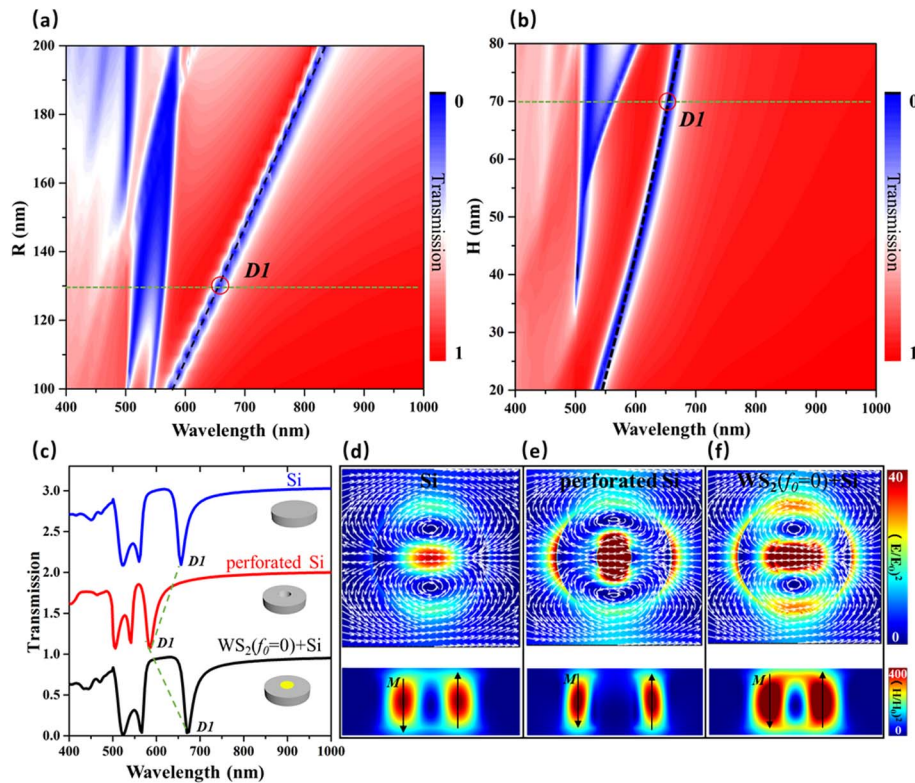 (a)
200
180
160
140
120
100
R (nm)
D1
400 500 600 700 800 900 1000
Wavelength (nm)
0
Transmission
1
(b)
80
70
60
50
40
30
20
H (nm)
D1
400 500 600 700 800 900 1000
Wavelength (nm)
0
Transmission
1
(c)
3.0
2.5
2.0
1.5
1.0
0.5
0.0
Transmission
Si
D1
perforated Si
D1
WS₂(f₀=0)+Si
D1
400 500 600 700 800 900 1000
Wavelength (nm)
(d)
Si
M
(e)
perforated Si
M
(f)
WS₂(f₀=0)+Si
M
40
(E/E₀)²
0
400
(H/H₀)²
0